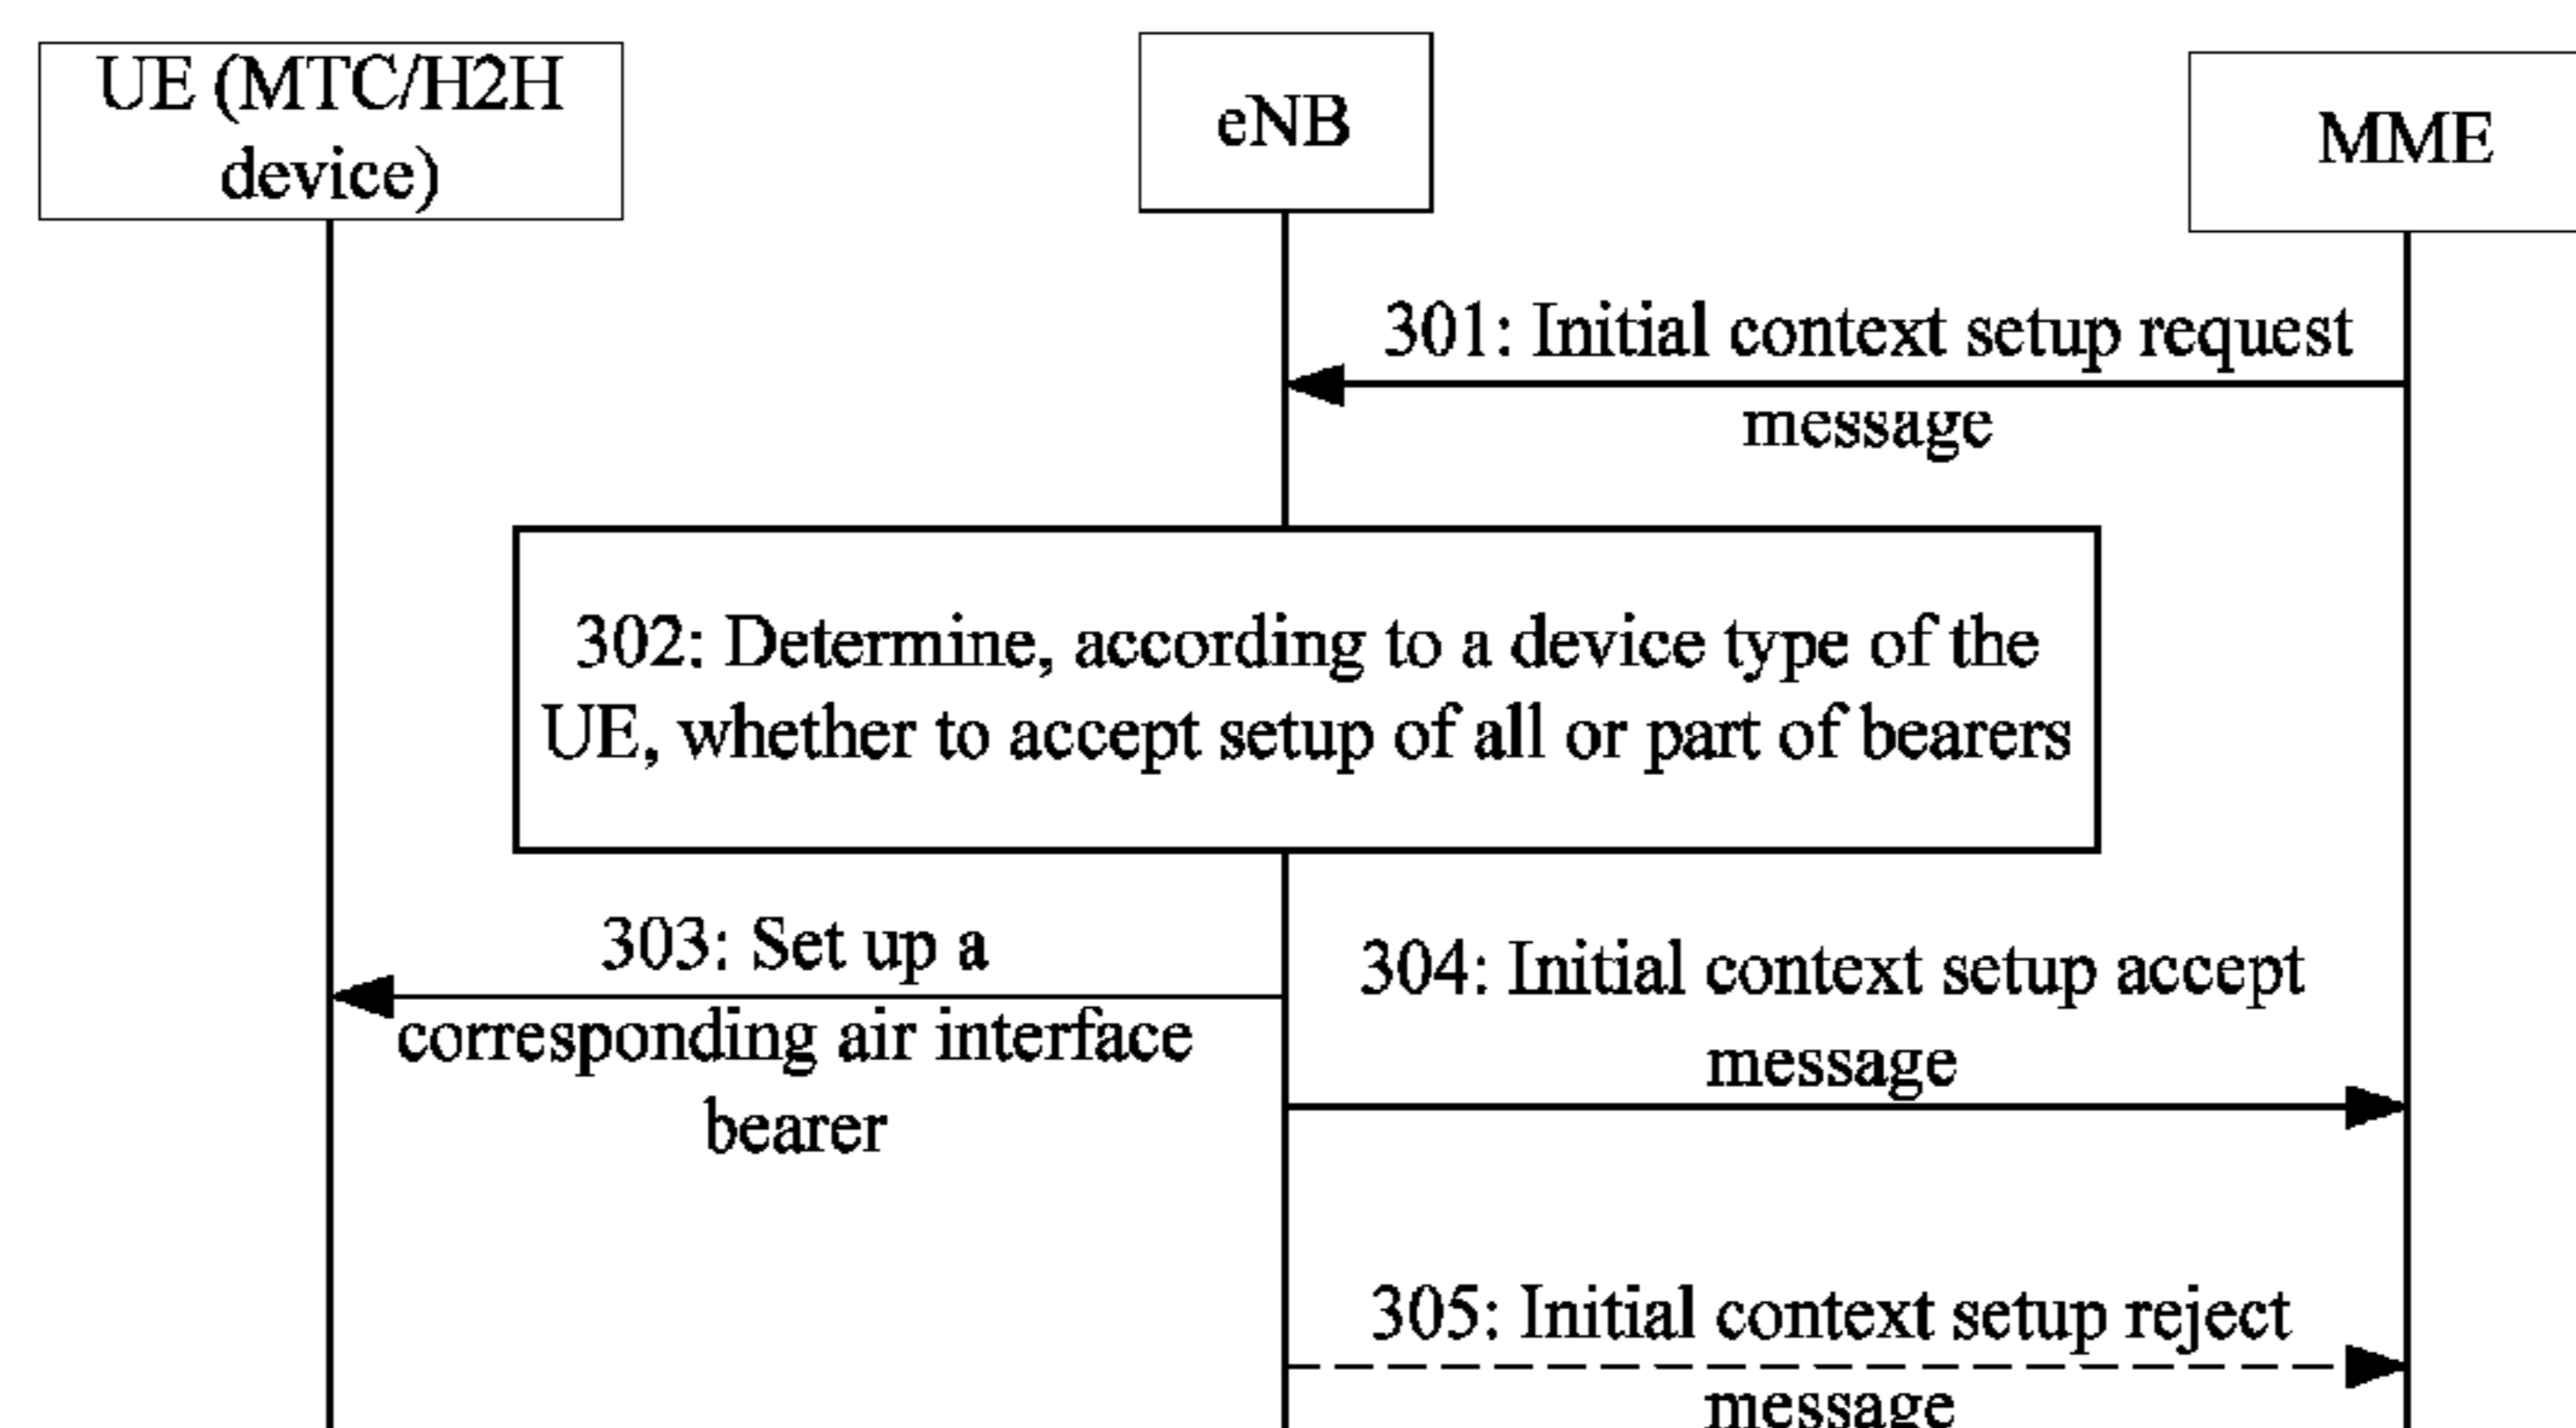 UE (MTC/H2H
device)
eNB
MME
301: Initial context setup request
message
302: Determine, according to a device type of the
UE, whether to accept setup of all or part of bearers
303: Set up a
corresponding air interface
bearer
304: Initial context setup accept
message
305: Initial context setup reject
message